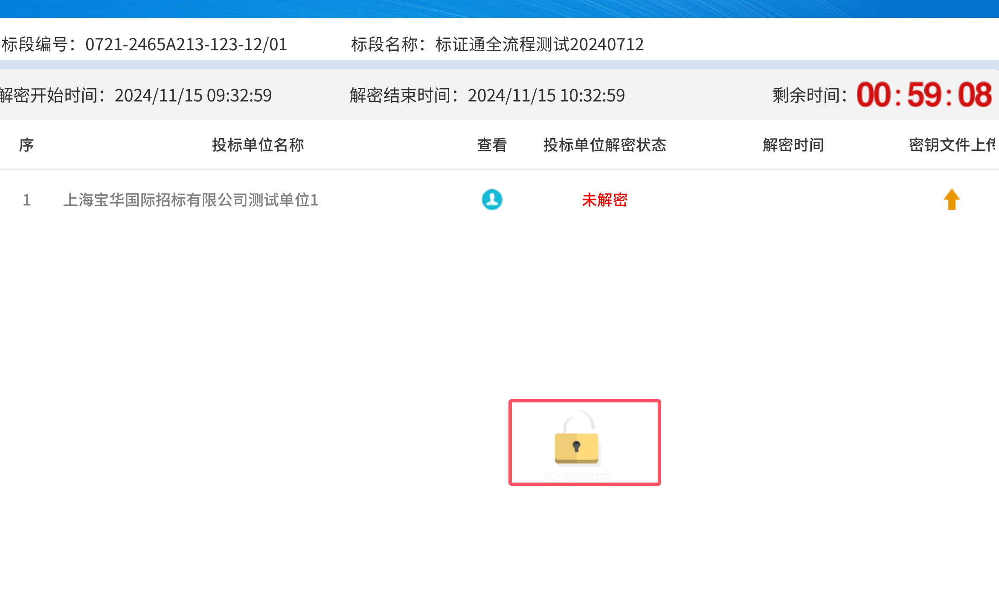 标段编号：0721-2465A213-123-12/01 标段名称：标证通全流程测试20240712
解密开始时间：2024/11/15 09:32:59 解密结束时间：2024/11/15 10:32:59 剩余时间：00:59:08
序 投标单位名称 查看 投标单位解密状态 解密时间 密钥文件上传
1 上海宝华国际招标有限公司测试单位1 未解密
我要解密